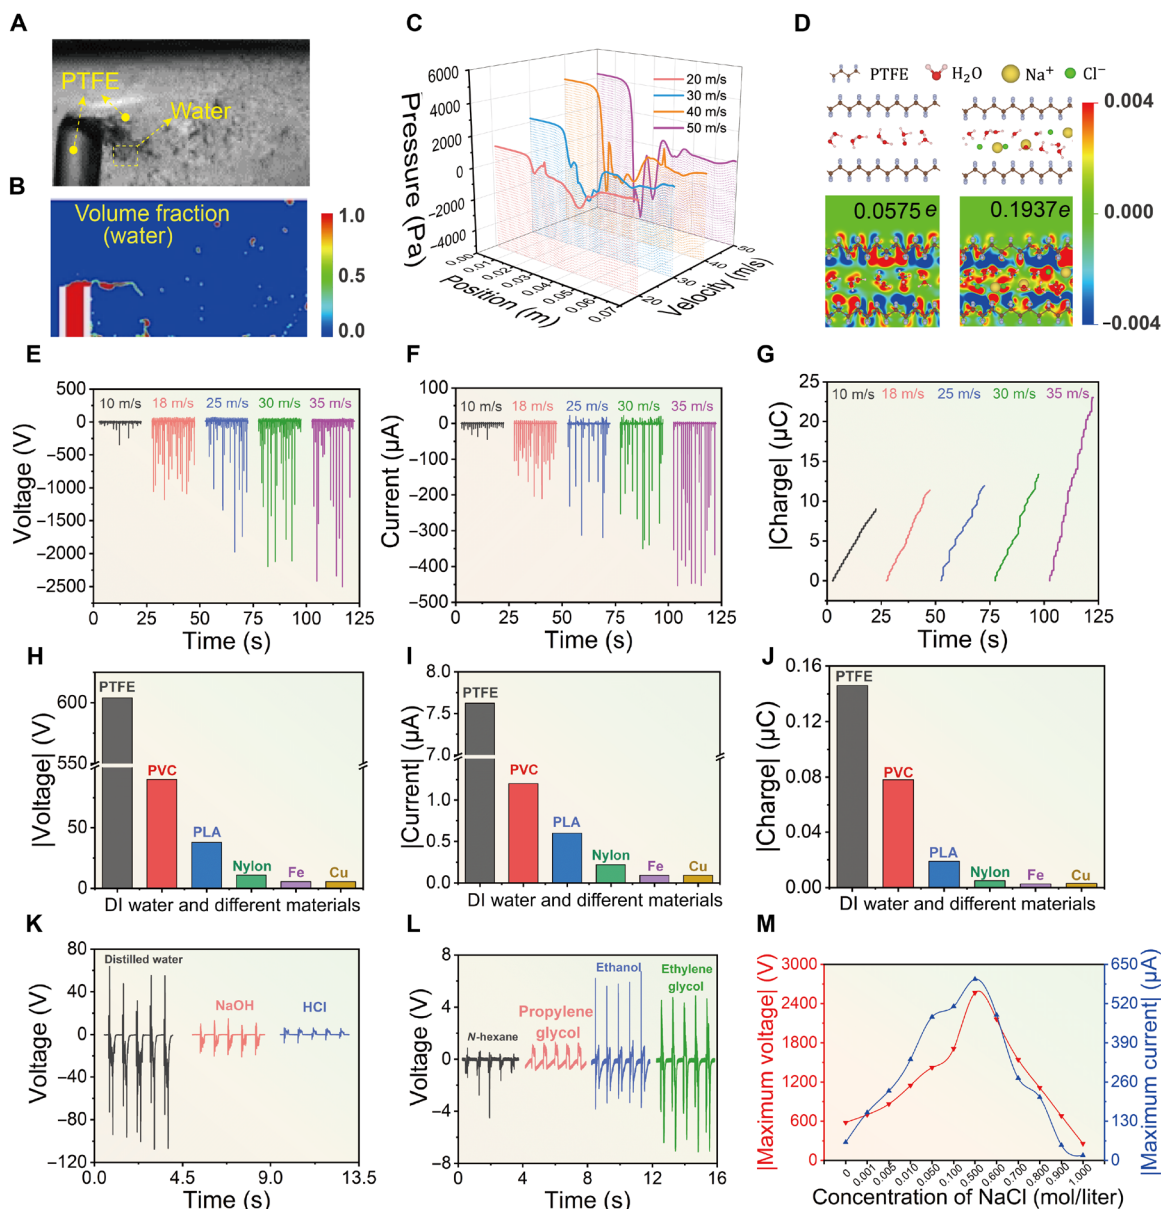 A
PTFE
Water
B
Volume fraction
(water)
1.0
0.5
0.0
C
Pressure (Pa)
6000
4000
2000
0
−2000
−4000
20 m/s
30 m/s
40 m/s
50 m/s
0.00
0.01
0.02
0.03
0.04
0.05
0.06
0.07
Position (m)
20
30
40
50
Velocity (m/s)
D
PTFE H₂O Na⁺ Cl⁻
0.0575 e
0.1937e
0.004
0.000
−0.004
E
Voltage (V)
500
0
−500
−1000
−1500
−2000
−2500
10 m/s 18 m/s 25 m/s 30 m/s 35 m/s
0 25 50 75 100 125
Time (s)
F
Current (μA)
100
0
−100
−200
−300
−400
−500
10 m/s 18 m/s 25 m/s 30 m/s 35 m/s
0 25 50 75 100 125
Time (s)
G
|Charge| (μC)
25
20
15
10
5
0
10 m/s 18 m/s 25 m/s 30 m/s 35 m/s
0 25 50 75 100 125
Time (s)
H
|Voltage| (V)
600
550
50
0
PTFE
PVC
PLA
Nylon
Fe
Cu
DI water and different materials
I
|Current| (μA)
8.0
7.5
7.0
1.0
0.5
0.0
PTFE
PVC
PLA
Nylon
Fe
Cu
DI water and different materials
J
|Charge| (μC)
0.16
0.12
0.08
0.04
0.00
PTFE
PVC
PLA
Nylon
Fe
Cu
DI water and different materials
K
Voltage (V)
80
40
0
−40
−80
−120
Distilled water
NaOH
HCl
0.0 4.5 9.0 13.5
Time (s)
L
Voltage (V)
8
4
0
−4
−8
N-hexane
Propylene
glycol
Ethanol
Ethylene
glycol
0 4 8 12 16
Time (s)
M
|Maximum voltage| (V)
3000
2400
1800
1200
600
0
|Maximum current| (μA)
650
520
390
260
130
0
0 0.001 0.005 0.010 0.050 0.100 0.500 0.600 0.700 0.800 0.900 1.000
Concentration of NaCl (mol/liter)